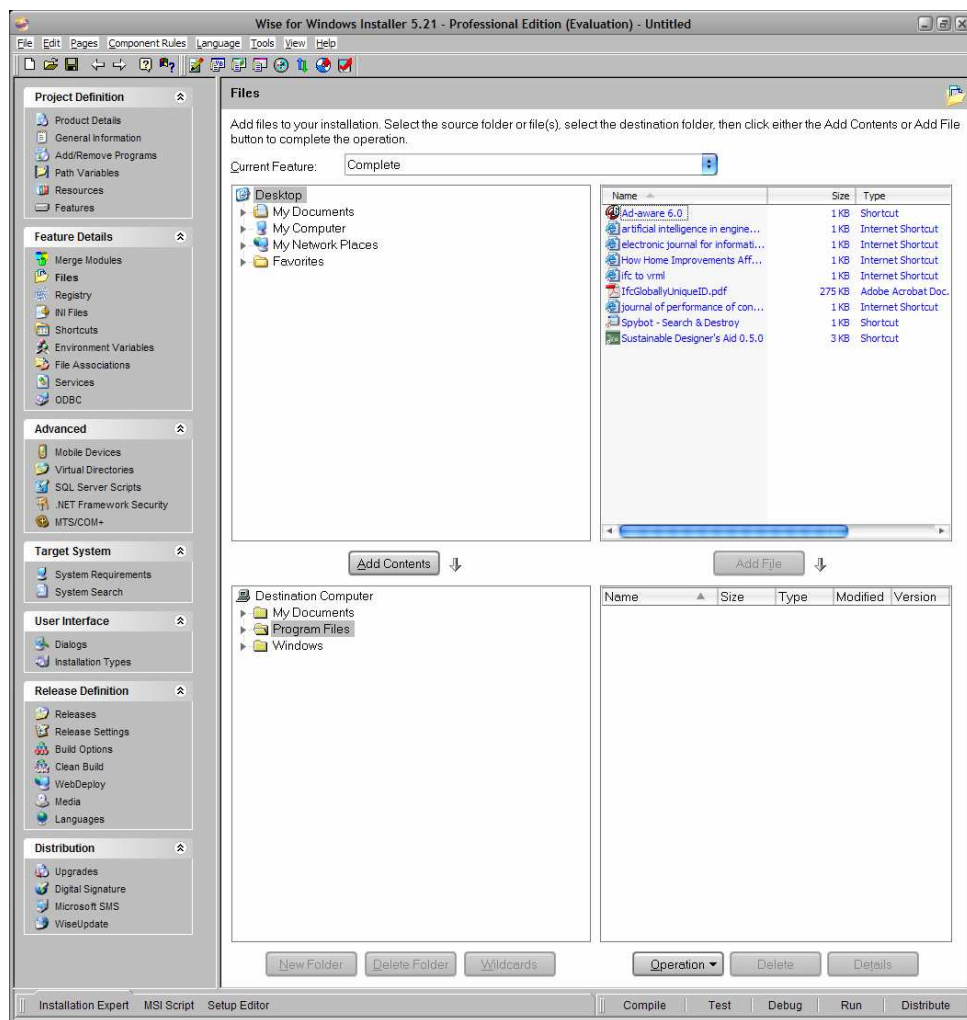 Wise for Windows Installer 5.21 - Professional Edition (Evaluation) - Untitled
File Edit Pages Component Rules Language Tools View Help
Project Definition
Product Details
General Information
Add/Remove Programs
Path Variables
Resources
Features
Feature Details
Merge Modules
Files
Registry
INI Files
Shortcuts
Environment Variables
File Associations
Services
ODBC
Advanced
Mobile Devices
Virtual Directories
SQL Server Scripts
.NET Framework Security
MTS/COM+
Target System
System Requirements
System Search
User Interface
Dialogs
Installation Types
Release Definition
Releases
Release Settings
Build Options
Clean Build
WebDeploy
Media
Languages
Distribution
Upgrades
Digital Signature
Microsoft SMS
WiseUpdate
Files
Add files to your installation. Select the source folder or file(s), select the destination folder, then click either the Add Contents or Add File
button to complete the operation.
Current Feature: Complete
Desktop
My Documents
My Computer
My Network Places
Favorites
Name Size Type
Ad-aware 6.0 1 KB Shortcut
artificial intelligence in engine... 1 KB Internet Shortcut
electronic journal for informati... 1 KB Internet Shortcut
How Home Improvements Aff... 1 KB Internet Shortcut
ifc to vrml 1 KB Internet Shortcut
IfcGloballyUniqueID.pdf 275 KB Adobe Acrobat Doc.
journal of performance of con... 1 KB Internet Shortcut
Spybot - Search & Destroy 1 KB Shortcut
Sustainable Designer's Aid 0.5.0 3 KB Shortcut
Add Contents
Add File
Destination Computer
My Documents
Program Files
Windows
Name Size Type Modified Version
New Folder Delete Folder Wildcards
Operation Delete Details
Installation Expert MSI Script Setup Editor
Compile Test Debug Run Distribute